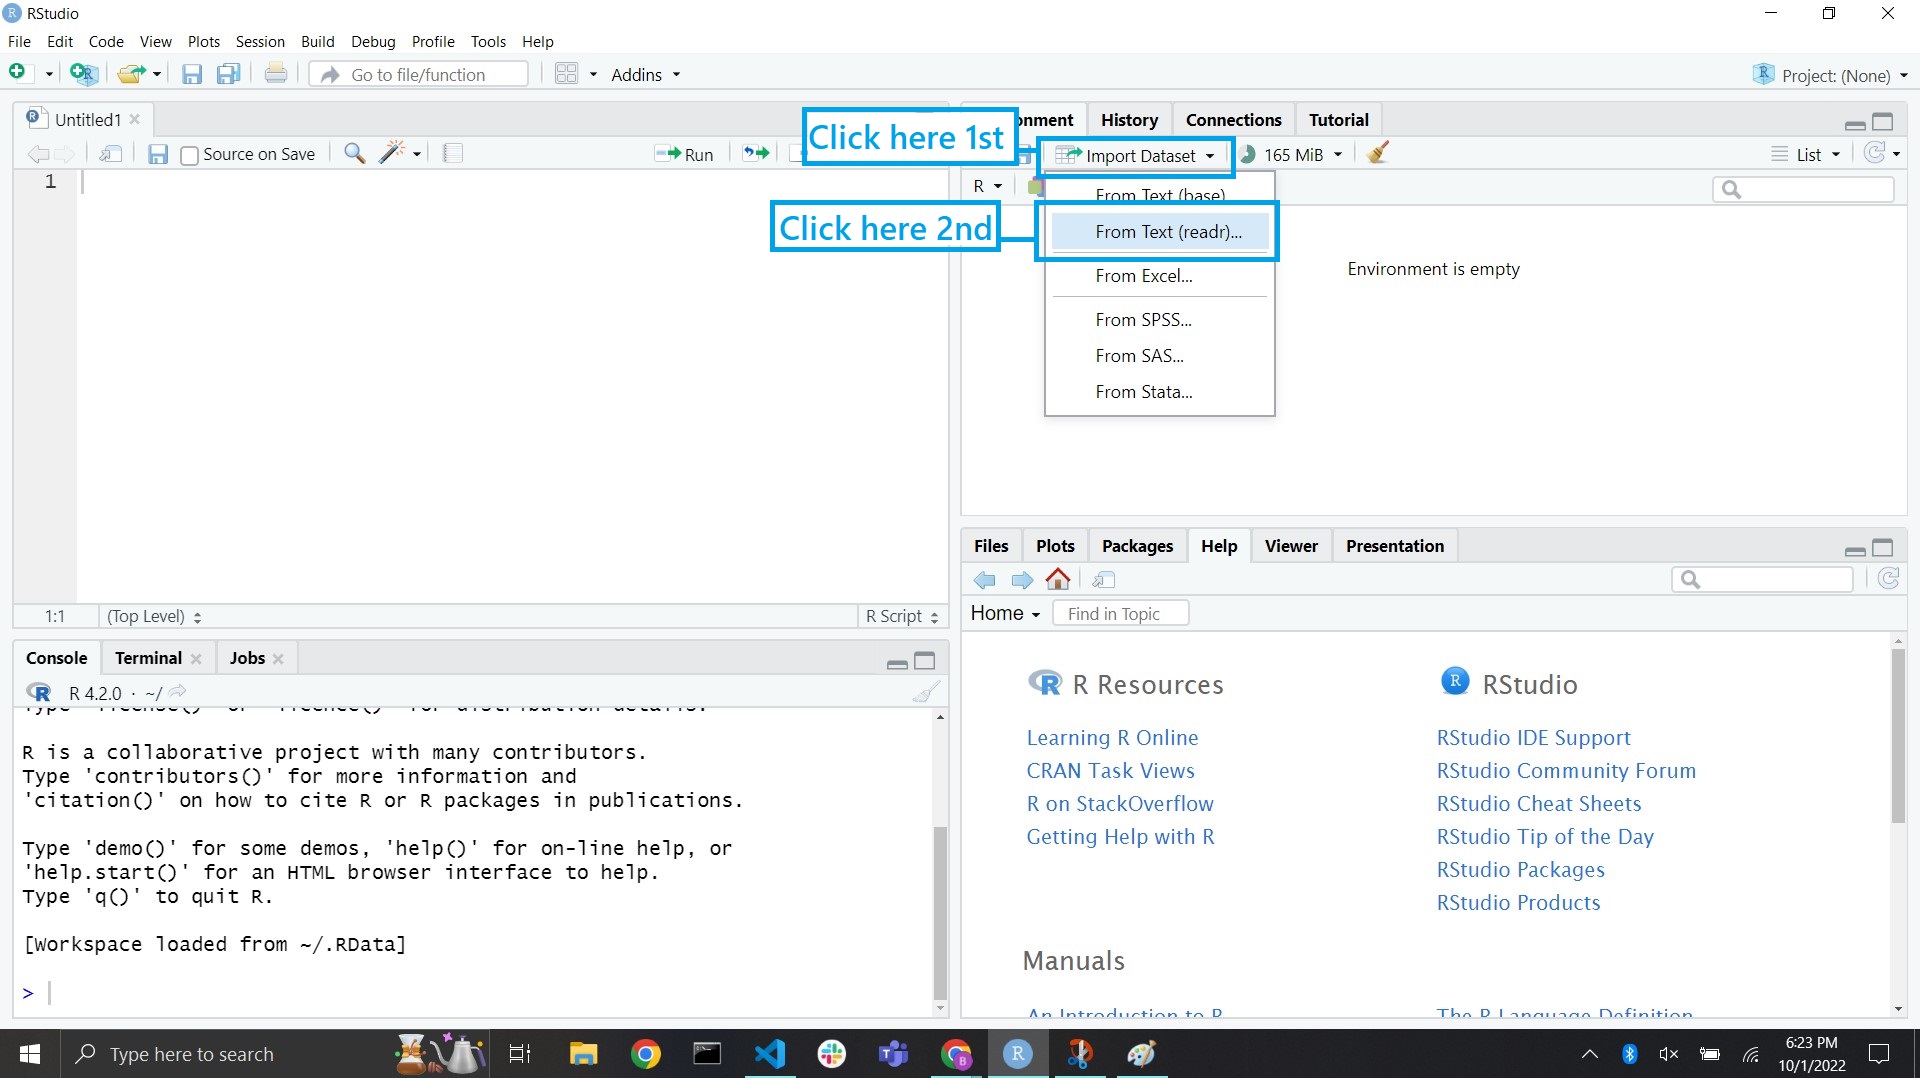 RStudio
File Edit Code View Plots Session Build Debug Profile Tools Help
Go to file/function Addins Project: (None)
Untitled1
Source on Save Run
1
1:1 (Top Level) R Script
Click here 1st
Click here 2nd
nment History Connections Tutorial
Import Dataset 165 MiB List
R
From Text (base)
From Text (readr)...
From Excel...
From SPSS...
From SAS...
From Stata...
Environment is empty
Console Terminal Jobs
R 4.2.0 · ~/
Type 'license()' or 'licence()' for distribution details.
R is a collaborative project with many contributors.
Type 'contributors()' for more information and
'citation()' on how to cite R or R packages in publications.
Type 'demo()' for some demos, 'help()' for on-line help, or
'help.start()' for an HTML browser interface to help.
Type 'q()' to quit R.
[Workspace loaded from ~/.RData]
>
Files Plots Packages Help Viewer Presentation
Home Find in Topic
R Resources
Learning R Online
CRAN Task Views
R on StackOverflow
Getting Help with R
RStudio
RStudio IDE Support
RStudio Community Forum
RStudio Cheat Sheets
RStudio Tip of the Day
RStudio Packages
RStudio Products
Manuals
An Introduction to R
The R Language Definition
Type here to search
6:23 PM
10/1/2022